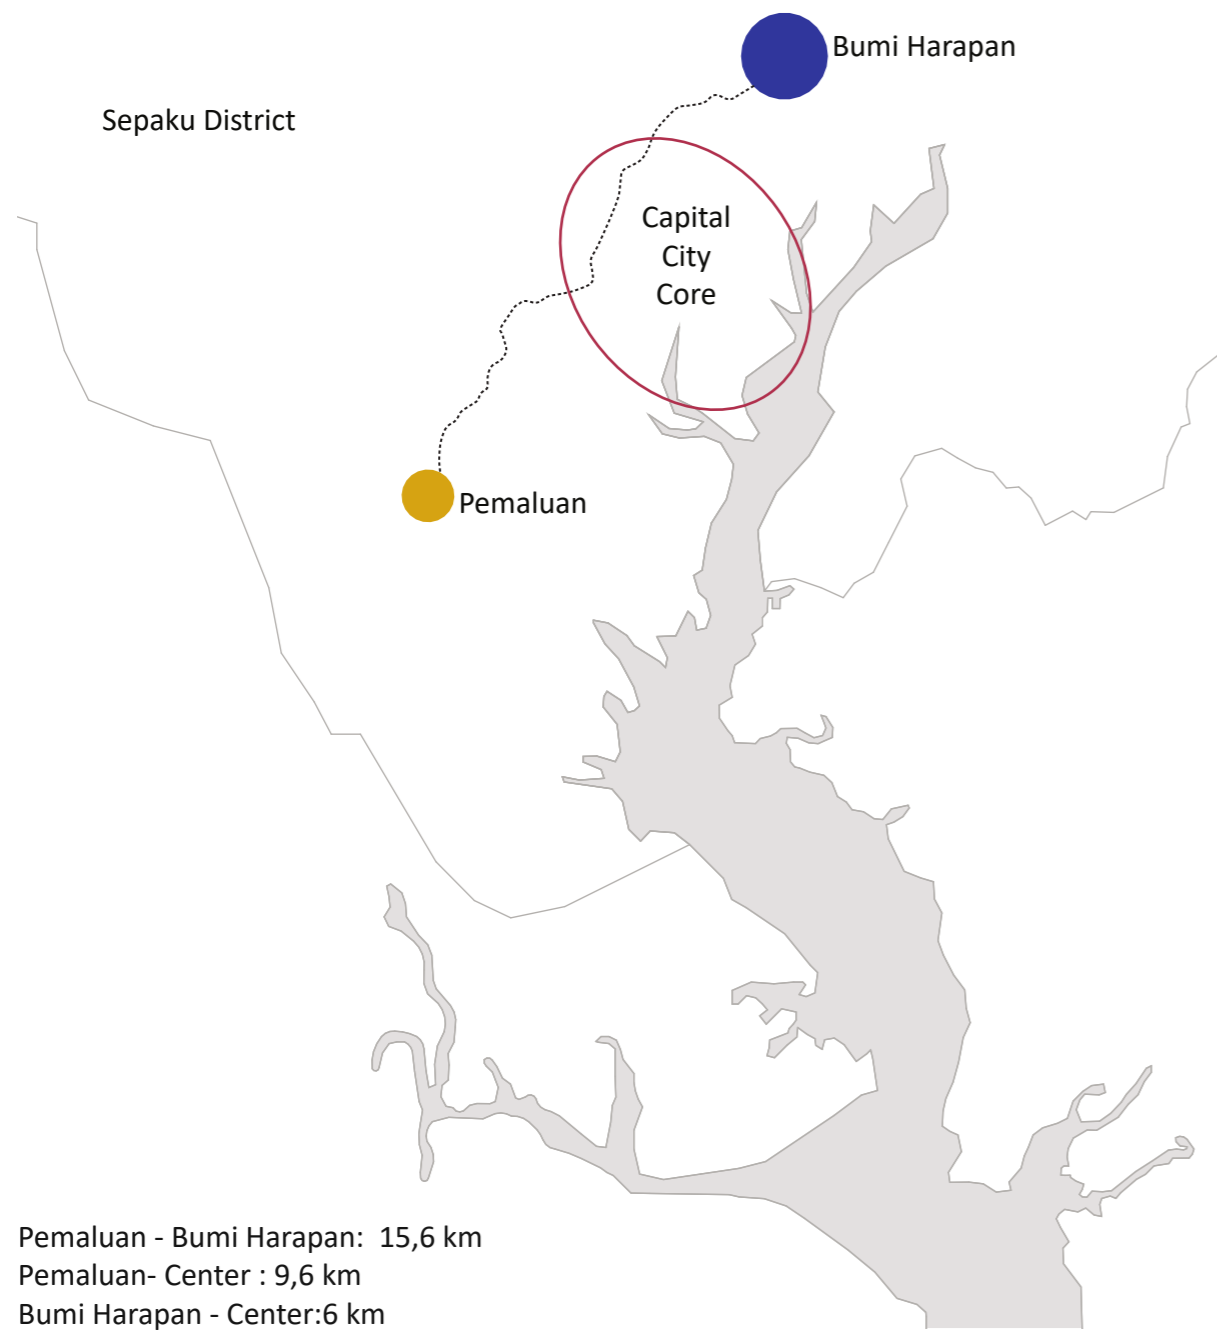 Bumi Harapan
Sepaku District
Capital
City
Core
Pemaluan
Pemaluan - Bumi Harapan:  15,6 km
Pemaluan- Center : 9,6 km
Bumi Harapan - Center:6 km